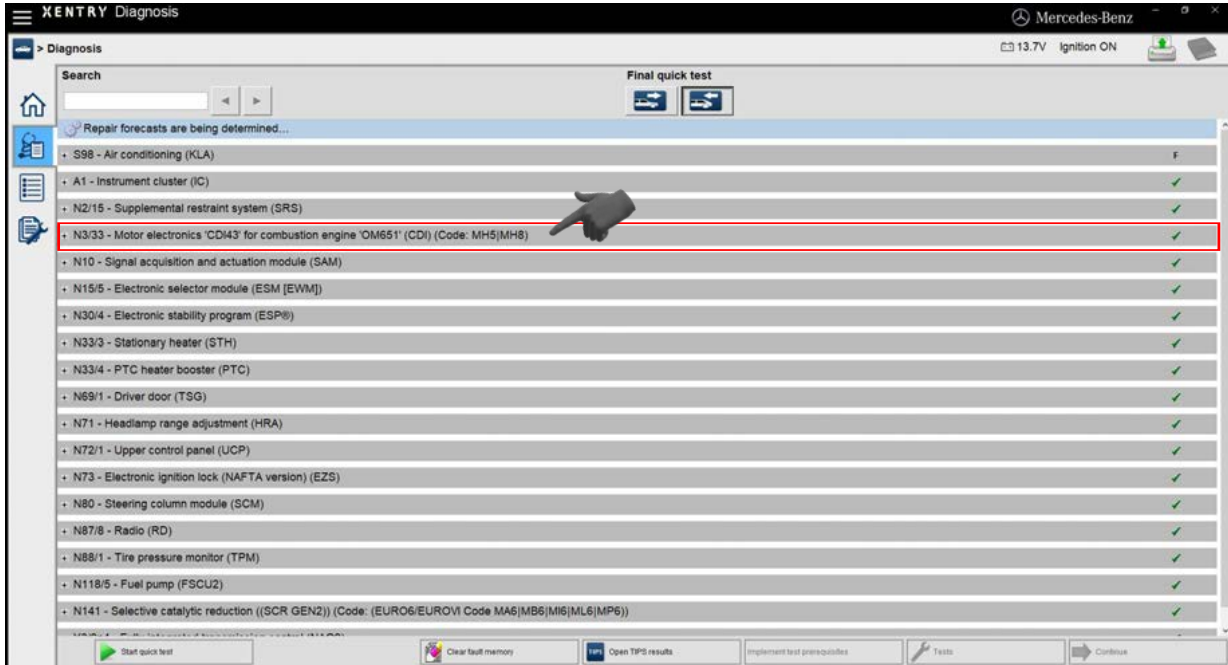 XENTRY Diagnosis
Mercedes-Benz
> Diagnosis
13.7V Ignition ON
Search
Final quick test
Repair forecasts are being determined...
+ S98 - Air conditioning (KLA)
F
+ A1 - Instrument cluster (IC)
+ N2/15 - Supplemental restraint system (SRS)
+ N3/33 - Motor electronics 'CDI43' for combustion engine 'OM651' (CDI) (Code: MH5|MH8)
+ N10 - Signal acquisition and actuation module (SAM)
+ N15/5 - Electronic selector module (ESM [EWM])
+ N30/4 - Electronic stability program (ESP®)
+ N33/3 - Stationary heater (STH)
+ N33/4 - PTC heater booster (PTC)
+ N69/1 - Driver door (TSG)
+ N71 - Headlamp range adjustment (HRA)
+ N72/1 - Upper control panel (UCP)
+ N73 - Electronic ignition lock (NAFTA version) (EZS)
+ N80 - Steering column module (SCM)
+ N87/8 - Radio (RD)
+ N88/1 - Tire pressure monitor (TPM)
+ N118/5 - Fuel pump (FSCU2)
+ N141 - Selective catalytic reduction ((SCR GEN2)) (Code: (EURO6/EUROVI Code MA6|MB6|MI6|ML6|MP6))
Start quick test
Clear fault memory
TIPS Open TIPS results
Implement test prerequisites
Tests
Continue